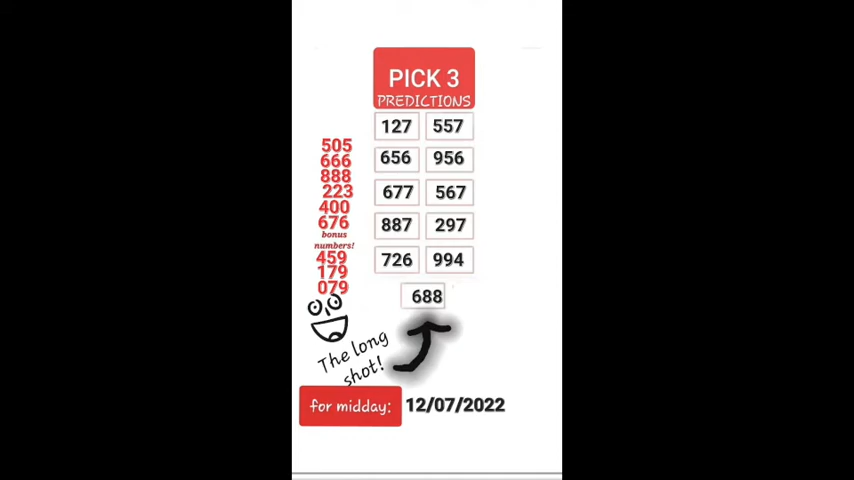 PICK 3
PREDICTIONS
127 557
656 956
677 567
887 297
726 994
688
505
666
888
223
400
676
bonus
numbers!
459
179
079
The long
shot!
for midday: 12/07/2022